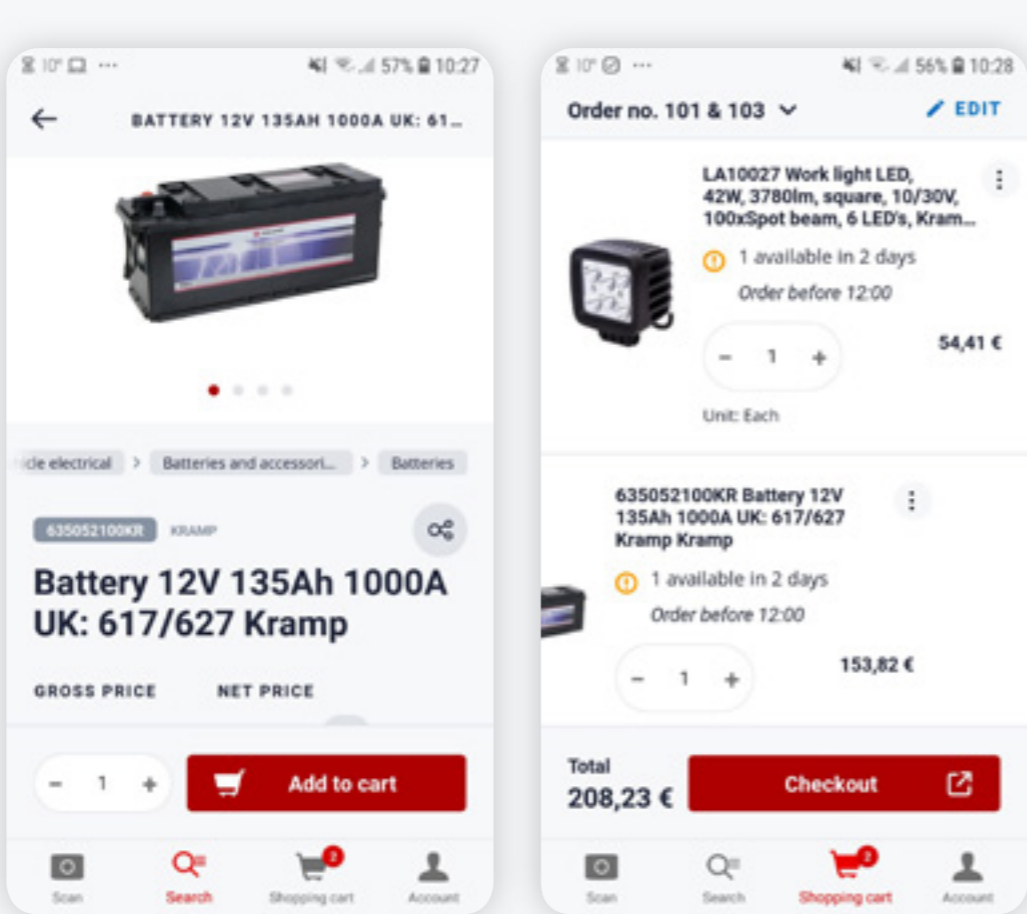 10° ··· 57% 10:27
BATTERY 12V 135AH 1000A UK: 61...
cle electrical > Batteries and accessori... > Batteries
635052100KR KRAMP
Battery 12V 135Ah 1000A
UK: 617/627 Kramp
GROSS PRICE NET PRICE
- 1 + Add to cart
2
Scan Search Shopping cart Account
10° ··· 56% 10:28
Order no. 101 & 103 EDIT
LA10027 Work light LED,
42W, 3780lm, square, 10/30V,
100xSpot beam, 6 LED's, Kram...
1 available in 2 days
Order before 12:00
- 1 + 54,41 €
Unit: Each
635052100KR Battery 12V
135Ah 1000A UK: 617/627
Kramp Kramp
1 available in 2 days
Order before 12:00
- 1 + 153,82 €
Total
208,23 € Checkout
2
Scan Search Shopping cart Account